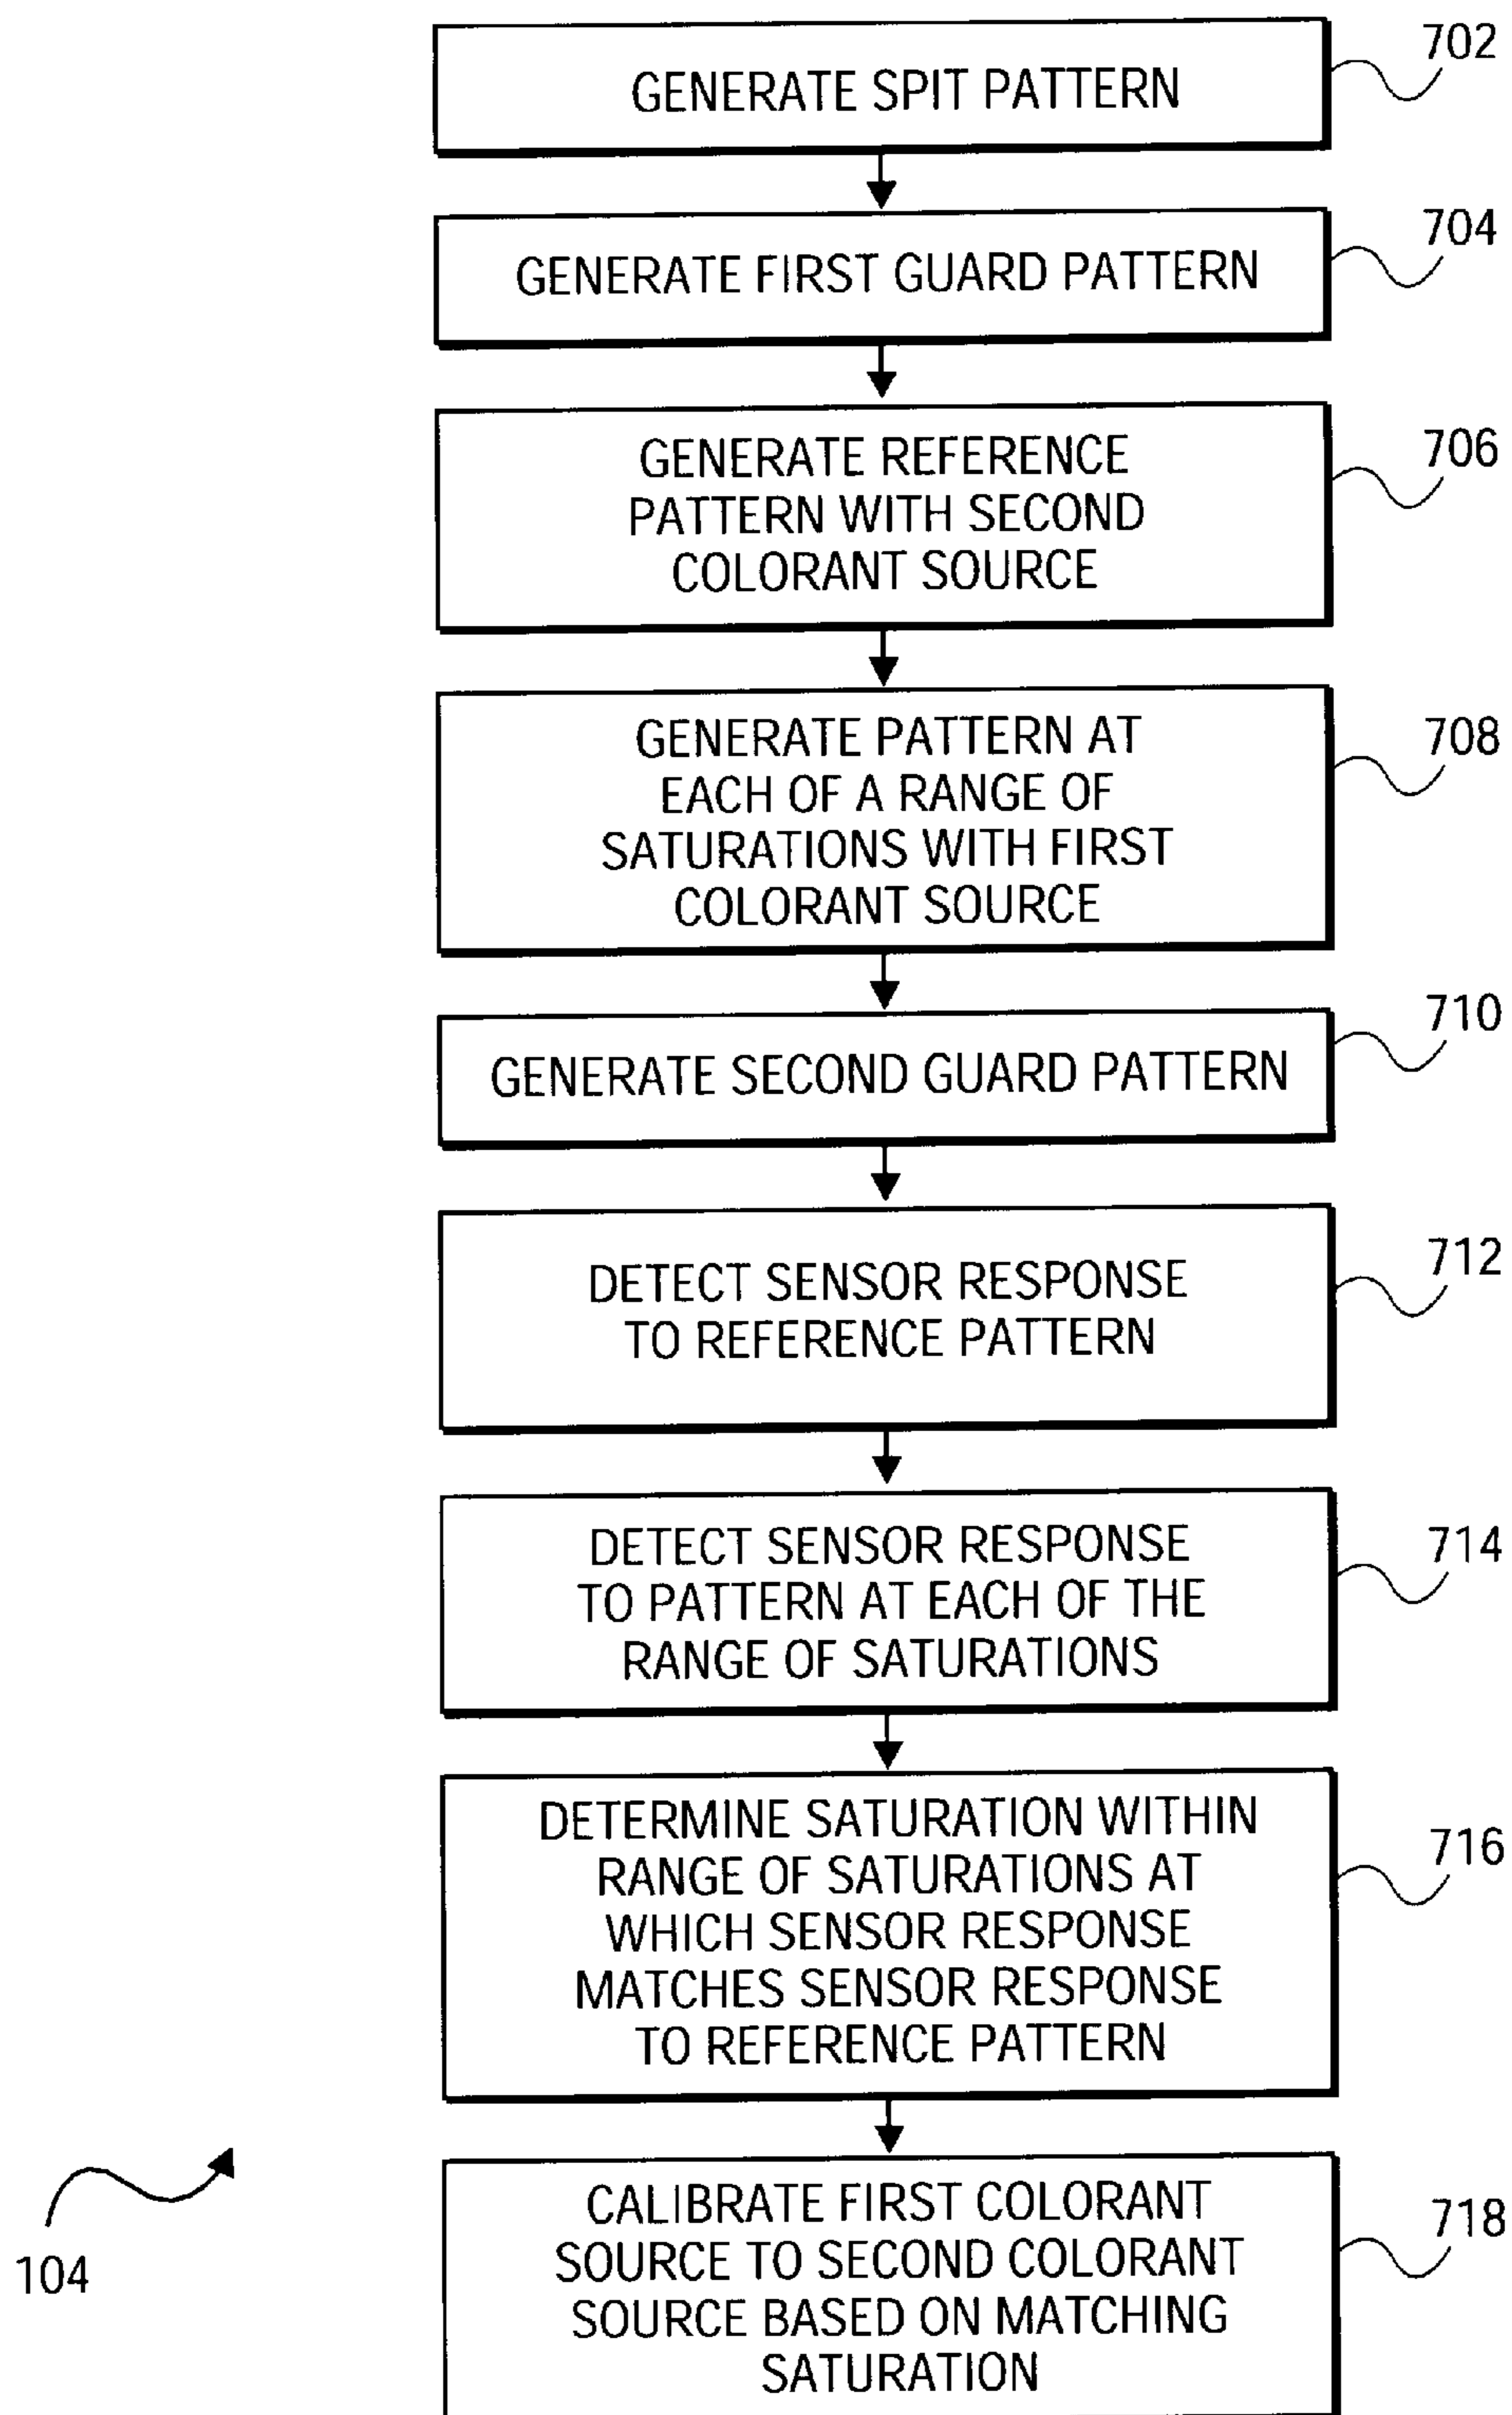 702
GENERATE SPIT PATTERN
704
GENERATE FIRST GUARD PATTERN
706
GENERATE REFERENCE
PATTERN WITH SECOND
COLORANT SOURCE
708
GENERATE PATTERN AT
EACH OF A RANGE OF
SATURATIONS WITH FIRST
COLORANT SOURCE
710
GENERATE SECOND GUARD PATTERN
712
DETECT SENSOR RESPONSE
TO REFERENCE PATTERN
714
DETECT SENSOR RESPONSE
TO PATTERN AT EACH OF THE
RANGE OF SATURATIONS
716
DETERMINE SATURATION WITHIN
RANGE OF SATURATIONS AT
WHICH SENSOR RESPONSE
MATCHES SENSOR RESPONSE
TO REFERENCE PATTERN
718
CALIBRATE FIRST COLORANT
SOURCE TO SECOND COLORANT
SOURCE BASED ON MATCHING
SATURATION
104